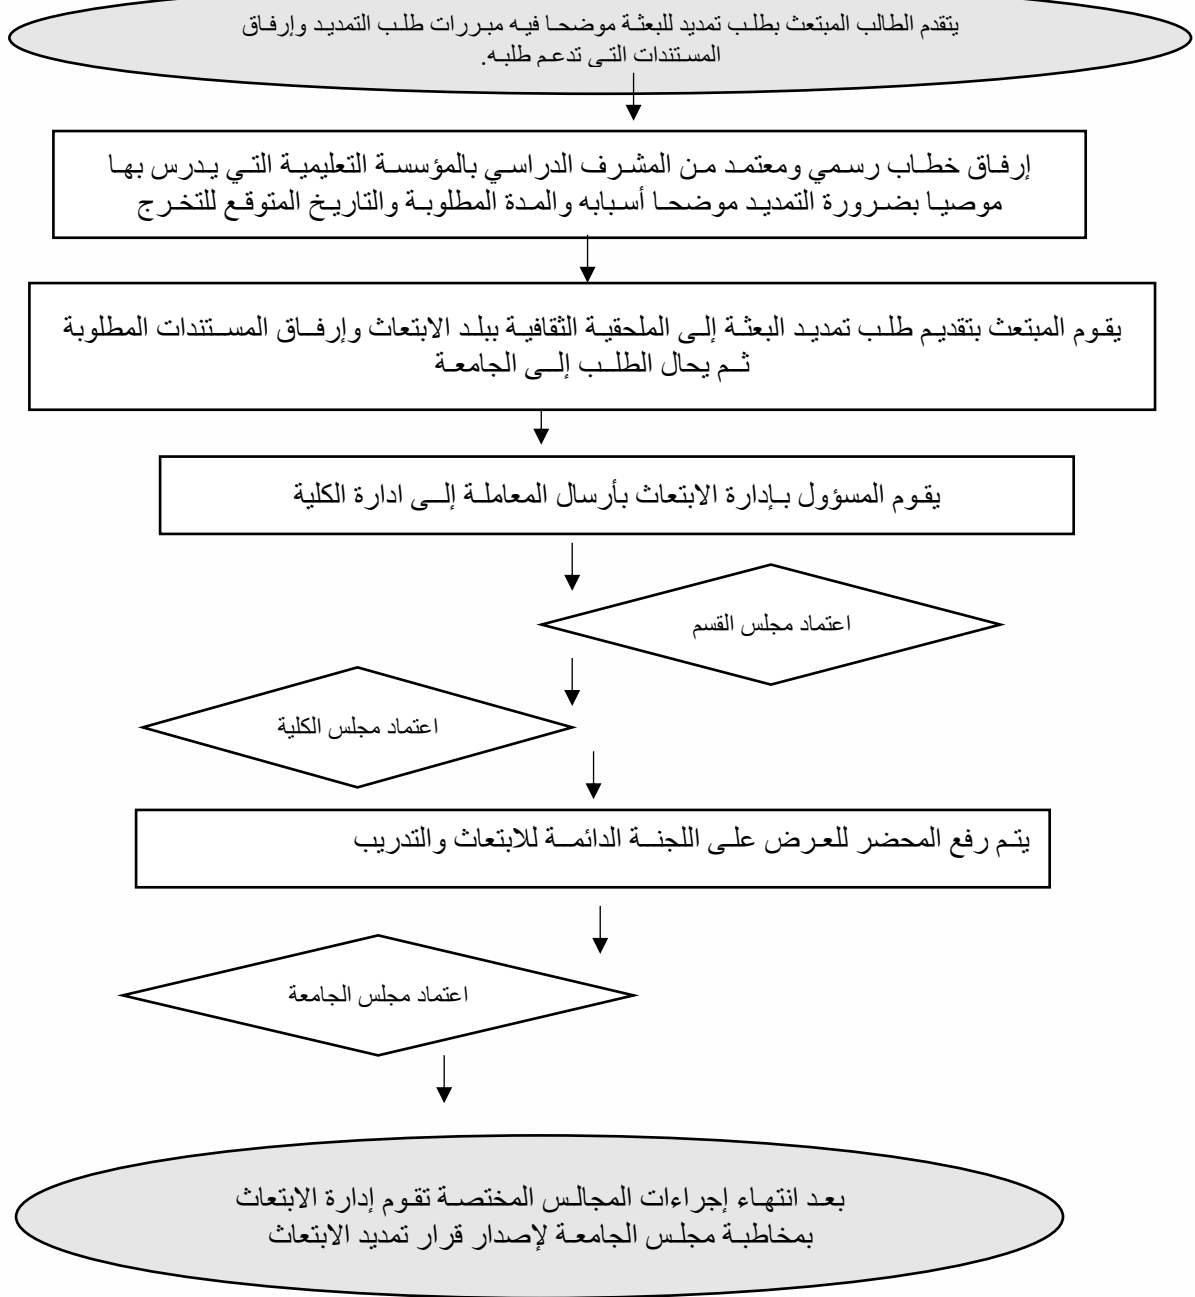 يتقدم الطالب المبتعث بطلب تمديد للبعثة موضحا فيه مبررات طلب التمديد وإرفاق
المستندات التي تدعم طلبه.
إرفاق خطاب رسمي ومعتمد من المشرف الدراسي بالمؤسسة التعليمية التي يدرس بها
موصيا بضرورة التمديد موضحا أسبابه والمدة المطلوبة والتاريخ المتوقع للتخرج
يقوم المبتعث بتقديم طلب تمديد البعثة إلى الملحقية الثقافية ببلد الابتعاث وإرفاق المستندات المطلوبة
ثم يحال الطلب إلى الجامعة
يقوم المسؤول بإدارة الابتعاث بأرسال المعاملة إلى ادارة الكلية
اعتماد مجلس القسم
اعتماد مجلس الكلية
يتم رفع المحضر للعرض على اللجنة الدائمة للابتعاث والتدريب
اعتماد مجلس الجامعة
بعد انتهاء إجراءات المجالس المختصة تقوم إدارة الابتعاث
بمخاطبة مجلس الجامعة لإصدار قرار تمديد الابتعاث